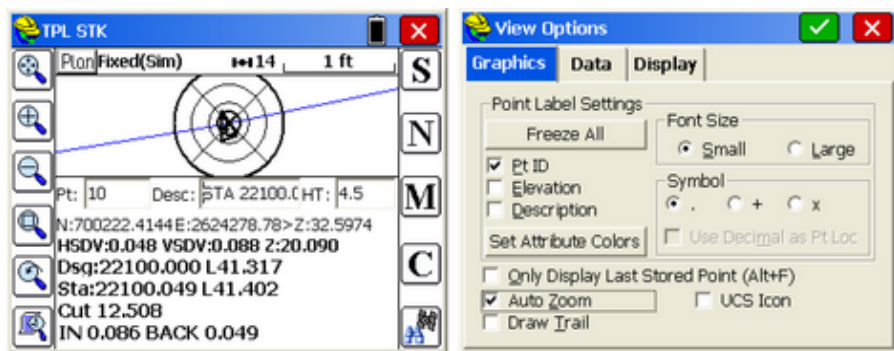 TPL STK
Plan Fixed(Sim) 14 1 ft
S
N
M
C
Pt: 10 Desc: STA 22100.( HT: 4.5
N:700222.4144 E:2624278.78> Z:32.5974
HSDV:0.048 VSDV:0.088 Z:20.090
Dsg:22100.000 L41.317
Sta:22100.049 L41.402
Cut 12.508
IN 0.086 BACK 0.049
View Options
Graphics Data Display
Point Label Settings
Freeze All
Pt ID
Elevation
Description
Set Attribute Colors
Font Size
Small Large
Symbol
. + x
Use Decimal as Pt Loc
Only Display Last Stored Point (Alt+F)
Auto Zoom UCS Icon
Draw Trail